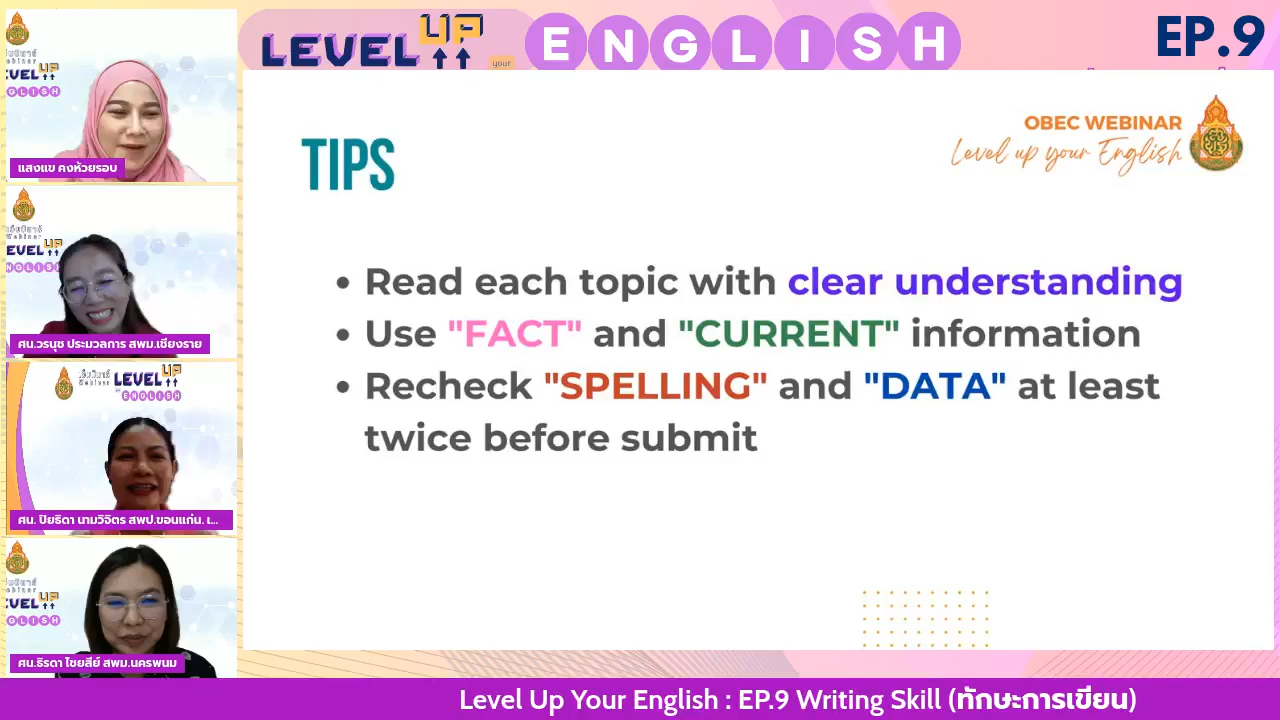 LEVEL UP your ENGLISH
EP.9
OBEC WEBINAR
Level up your English
TIPS
• Read each topic with clear understanding
• Use "FACT" and "CURRENT" information
• Recheck "SPELLING" and "DATA" at least
twice before submit
แสงแข คงห้วยรอบ
ศน.วรนุช ประมวลการ สพม.เชียงราย
Webinar
LEVEL UP
ENGLISH
ศน. ปิยธิดา นามวิจิตร สพป.ขอนแก่น. เ...
ศน.ธิรดา ไชยสีย์ สพม.นครพนม
Level Up Your English : EP.9 Writing Skill (ทักษะการเขียน)